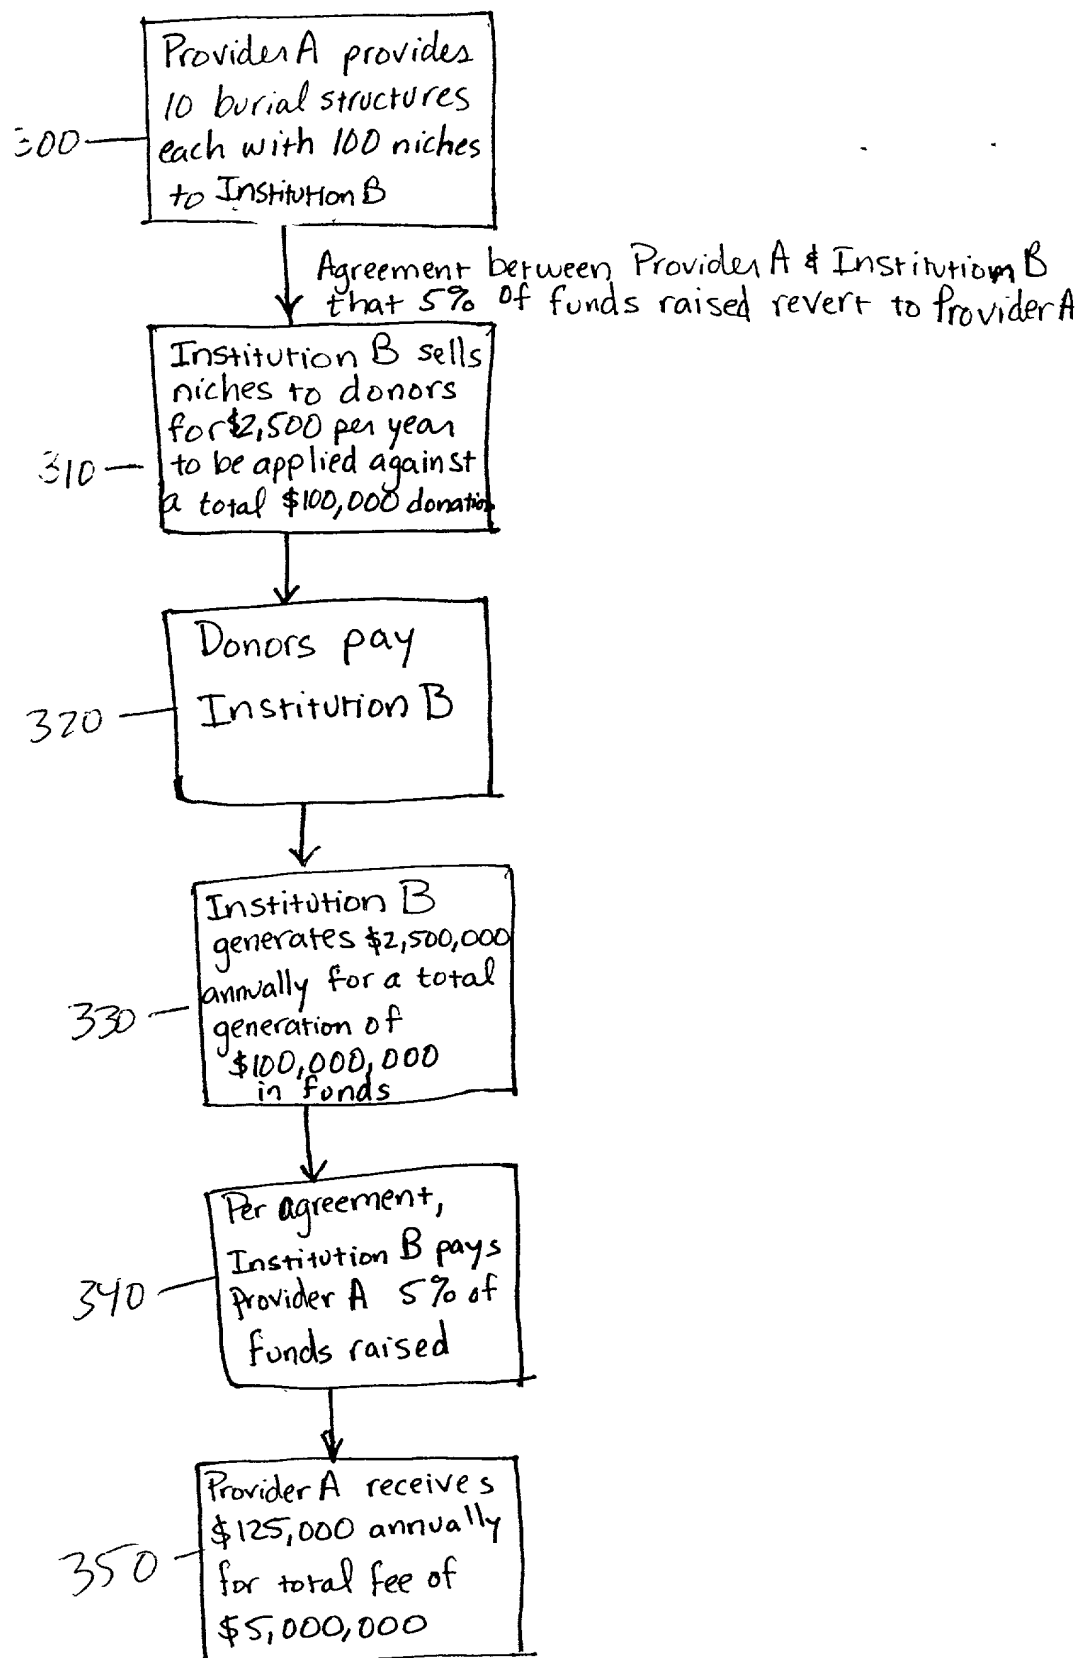 Provider A provides
10 burial structures
each with 100 niches
to Institution B
300
Agreement between Provider A & Institution B
that 5% of funds raised revert to Provider A
Institution B sells
niches to donors
for $2,500 per year
to be applied against
a total $100,000 donation
310
Donors pay
Institution B
320
Institution B
generates $2,500,000
annually for a total
generation of
$100,000,000
in funds
330
Per agreement,
Institution B pays
Provider A 5% of
funds raised
340
Provider A receives
$125,000 annually
for total fee of
$5,000,000
350